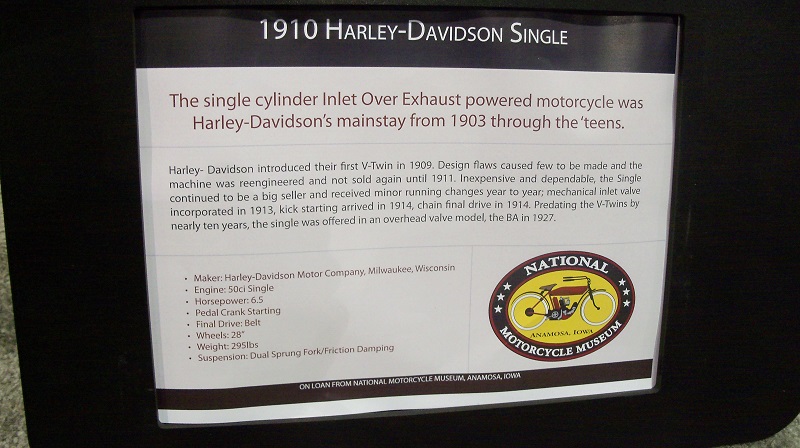 1910 HARLEY-DAVIDSON SINGLE
The single cylinder Inlet Over Exhaust powered motorcycle was
Harley-Davidson's mainstay from 1903 through the 'teens.
Harley- Davidson introduced their first V-Twin in 1909. Design flaws caused few to be made and the
machine was reengineered and not sold again until 1911. Inexpensive and dependable, the Single
continued to be a big seller and received minor running changes year to year; mechanical inlet valve
incorporated in 1913, kick starting arrived in 1914, chain final drive in 1914. Predating the V-Twins by
nearly ten years, the single was offered in an overhead valve model, the BA in 1927.
• Maker: Harley-Davidson Motor Company, Milwaukee, Wisconsin
• Engine: 50ci Single
• Horsepower: 6.5
• Pedal Crank Starting
• Final Drive: Belt
• Wheels: 28"
• Weight: 295lbs
• Suspension: Dual Sprung Fork/Friction Damping
NATIONAL
ANAMOSA, IOWA
MOTORCYCLE MUSEUM
ON LOAN FROM NATIONAL MOTORCYCLE MUSEUM, ANAMOSA, IOWA